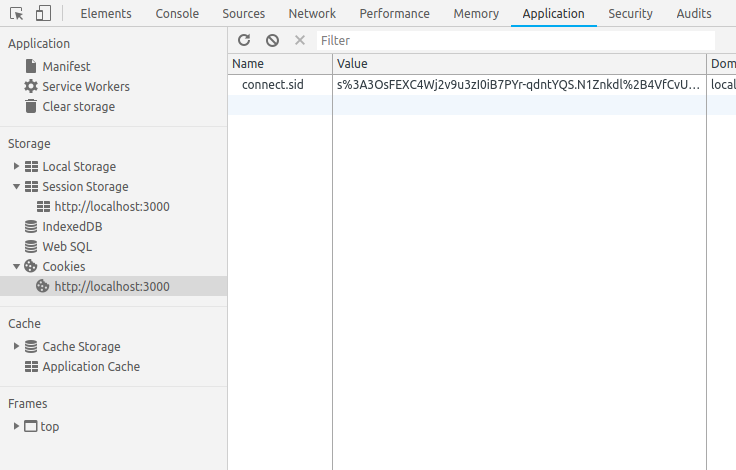 Elements Console Sources Network Performance Memory Application Security Audits
Application
Manifest
Service Workers
Clear storage
Storage
Local Storage
Session Storage
http://localhost:3000
IndexedDB
Web SQL
Cookies
http://localhost:3000
Cache
Cache Storage
Application Cache
Frames
top
Filter
Name Value Dom
connect.sid s%3A3OsFEXC4Wj2v9u3zI0iB7PYr-qdntYQS.N1Znkdl%2B4VfCvU… local